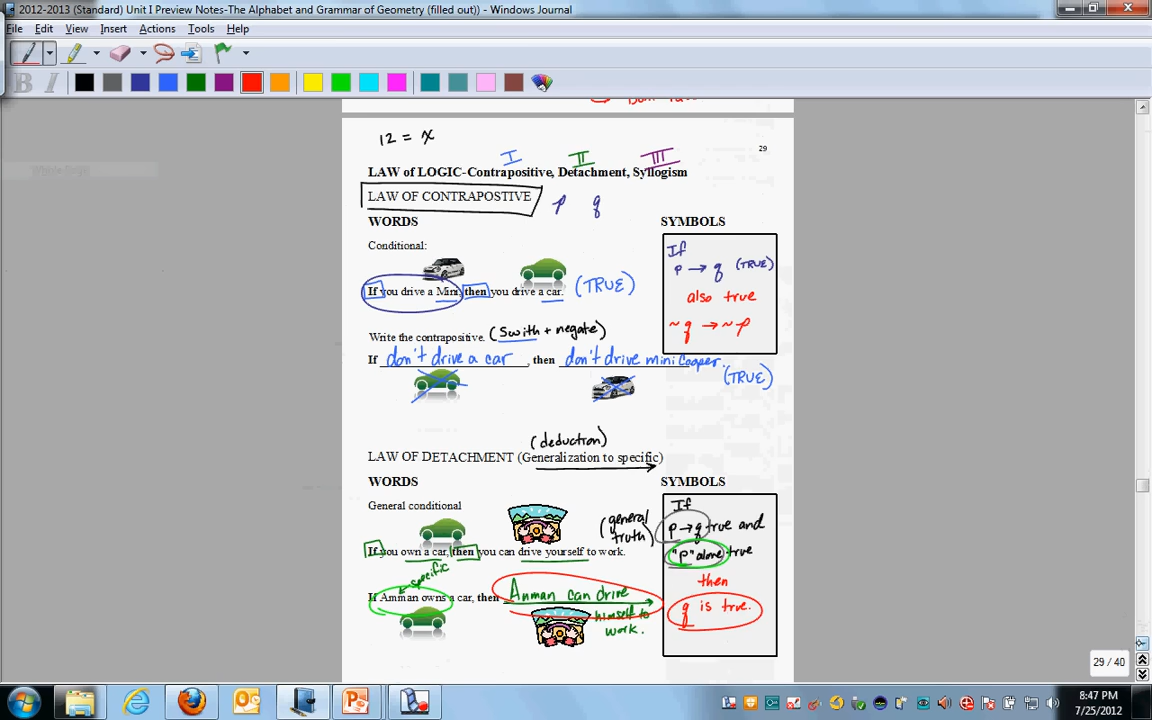 2012-2013 (Standard) Unit I Preview Notes-The Alphabet and Grammar of Geometry (filled out)) - Windows Journal
File Edit View Insert Actions Tools Help
B I
12 = x
29
I II III
LAW of LOGIC-Contrapositive, Detachment, Syllogism
LAW OF CONTRAPOSTIVE
p q
WORDS SYMBOLS
Conditional:
If
p → q (TRUE)
If you drive a Mini, then you drive a car. (TRUE)
also true
~q → ~p
Write the contrapositive. (Swith + negate)
If don't drive a car, then don't drive mini Cooper.
(TRUE)
(deduction)
LAW OF DETACHMENT (Generalization to specific)
WORDS SYMBOLS
General conditional
If
(general truth)
p → q true and
If you own a car, then you can drive yourself to work.
"p" alone true
specific
then
If Amman owns a car, then Amman can drive
himself to
work.
q is true.
29 / 40
8:47 PM
7/25/2012